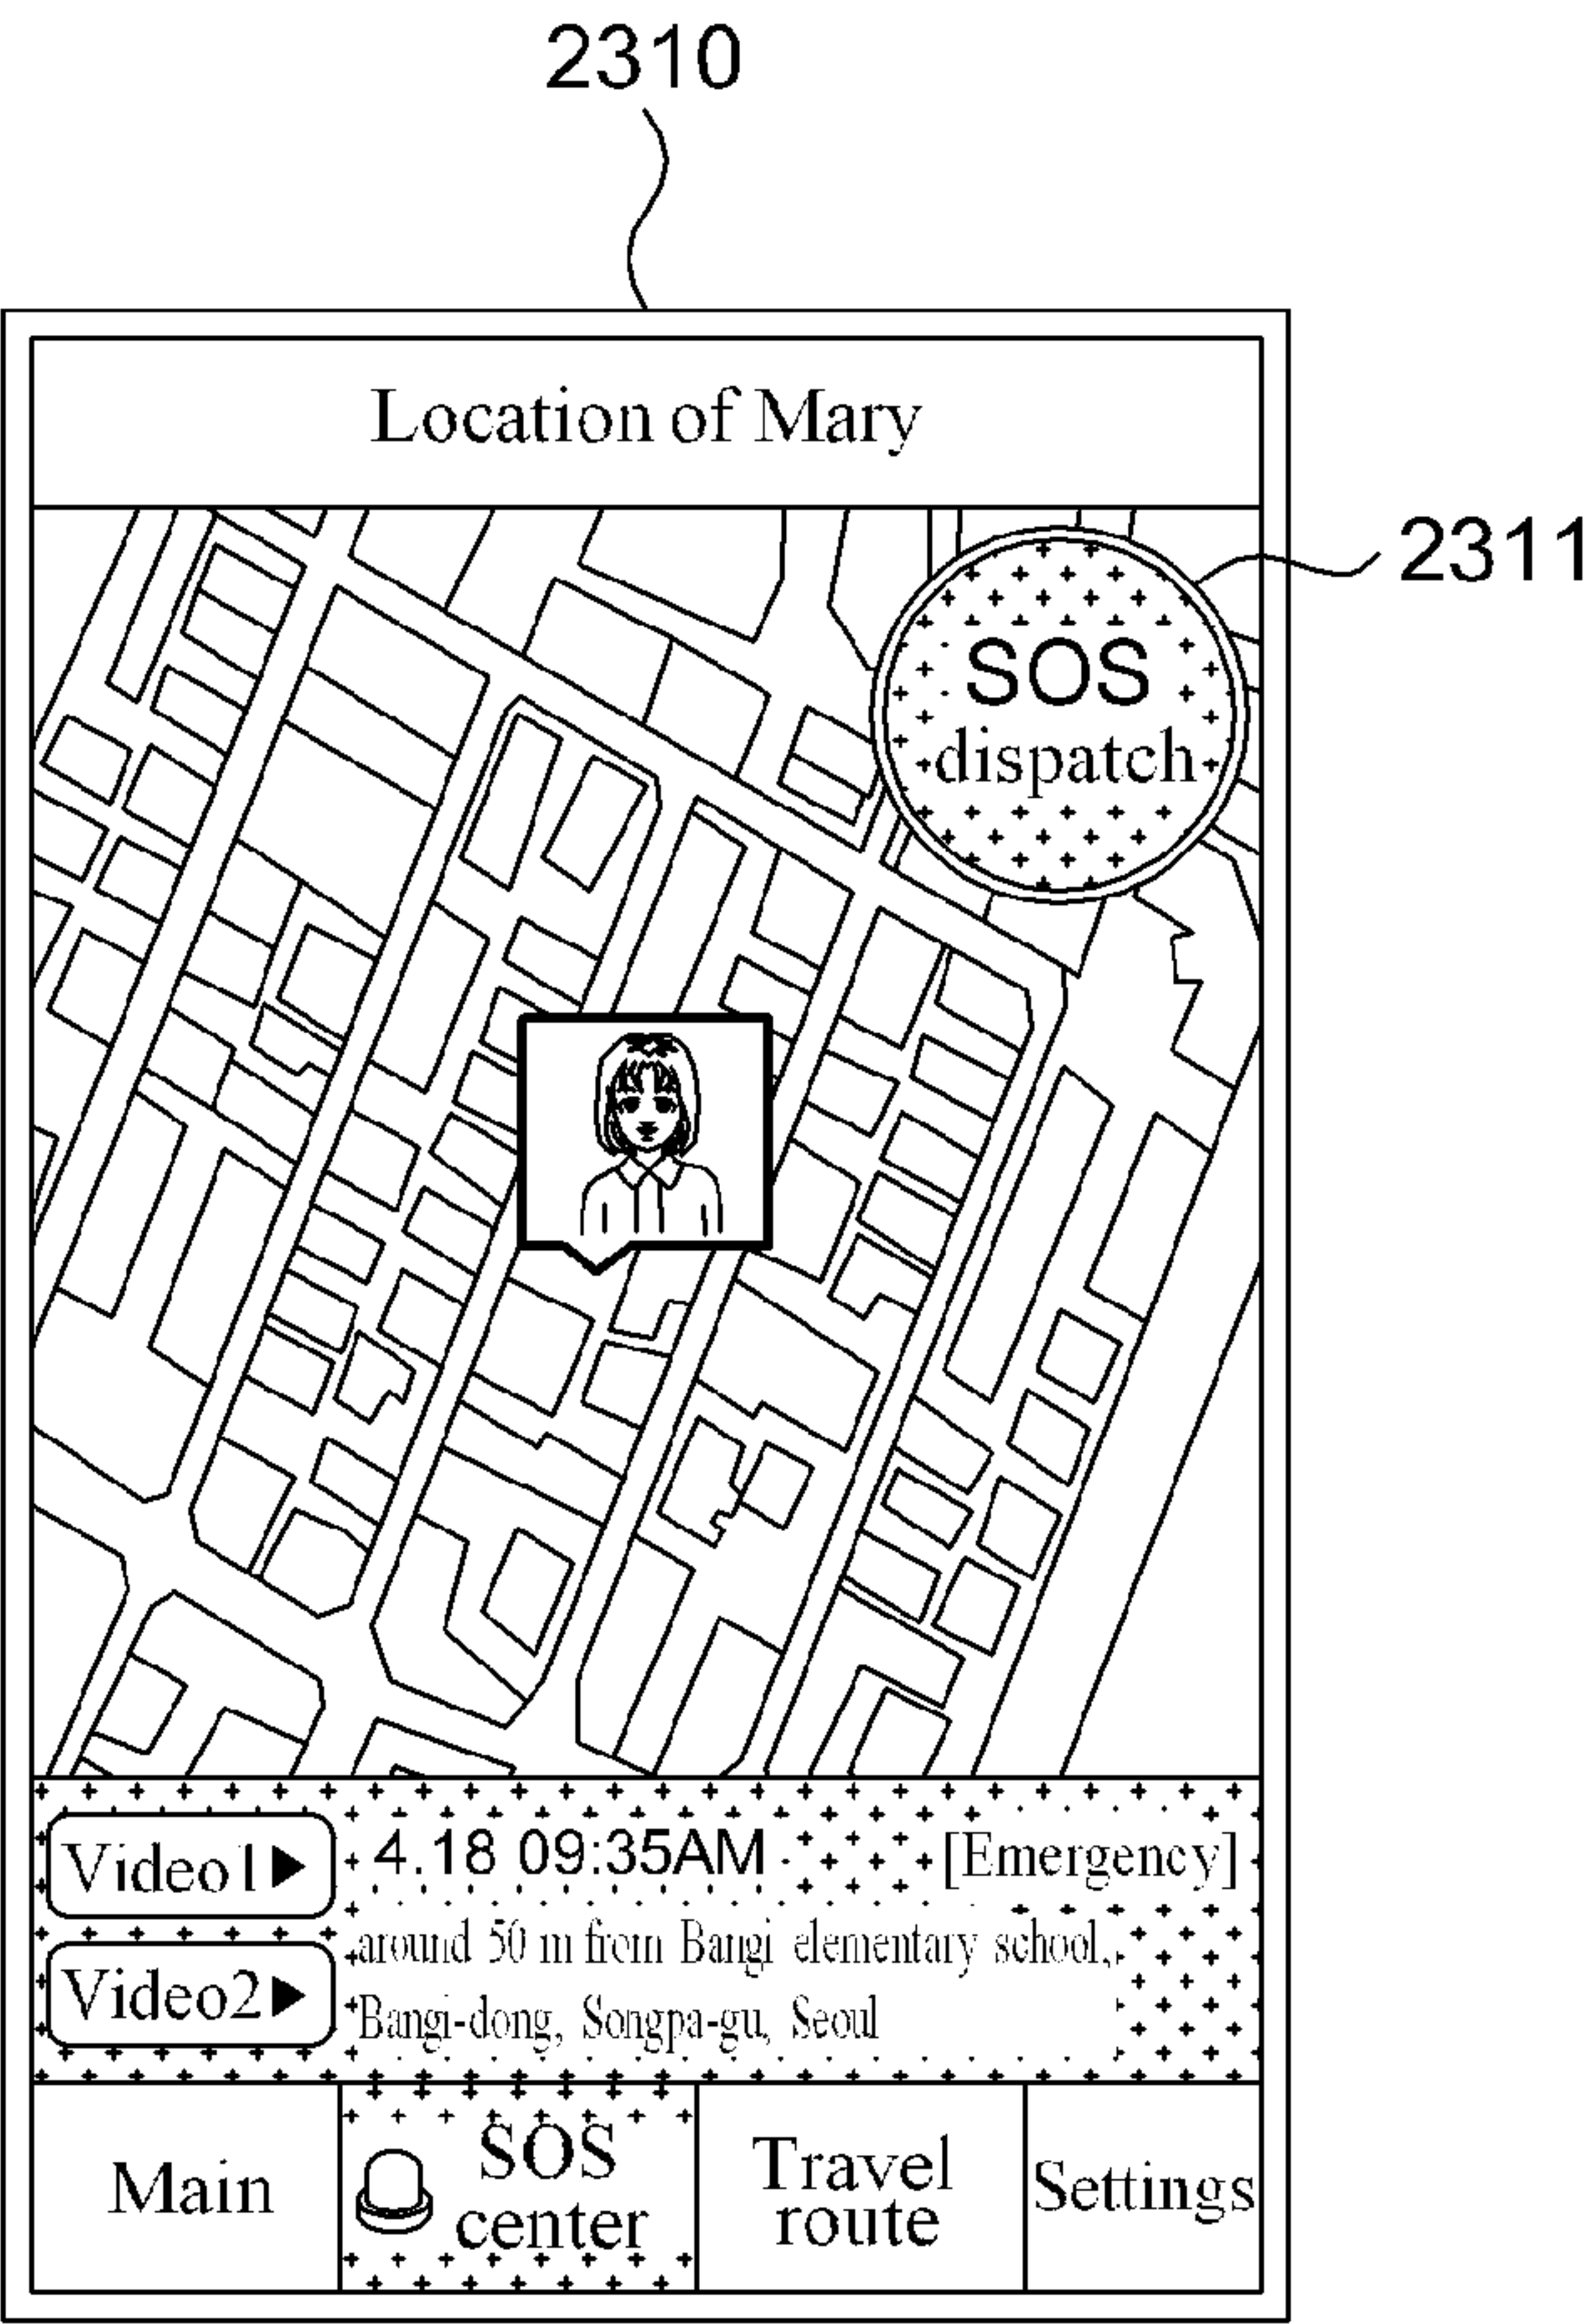 2310
Location of Mary
2311
SOS
dispatch
Video1
4.18 09:35AM
[Emergency]
around 50 m from Bangi elementary school,
Video2
Bangi-dong, Songpa-gu, Seoul
Main
SOS
center
Travel
route
Settings